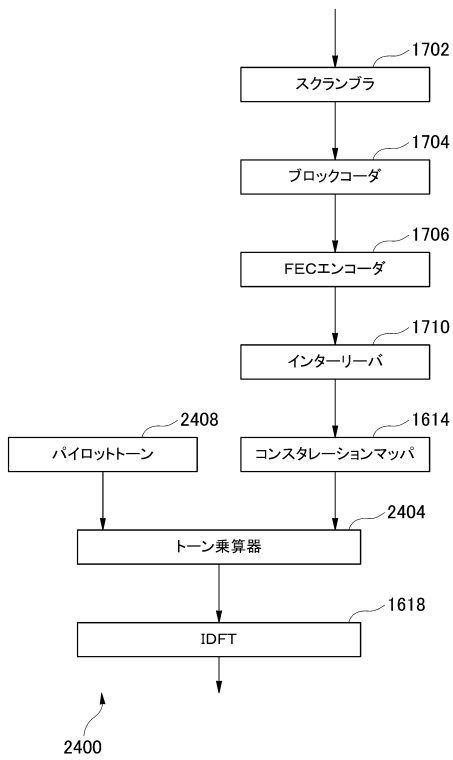 1702
スクランブラ
1704
ブロックコーダ
1706
FECエンコーダ
1710
インターリーバ
2408
パイロットトーン
1614
コンスタレーションマッパ
2404
トーン乗算器
1618
IDFT
2400